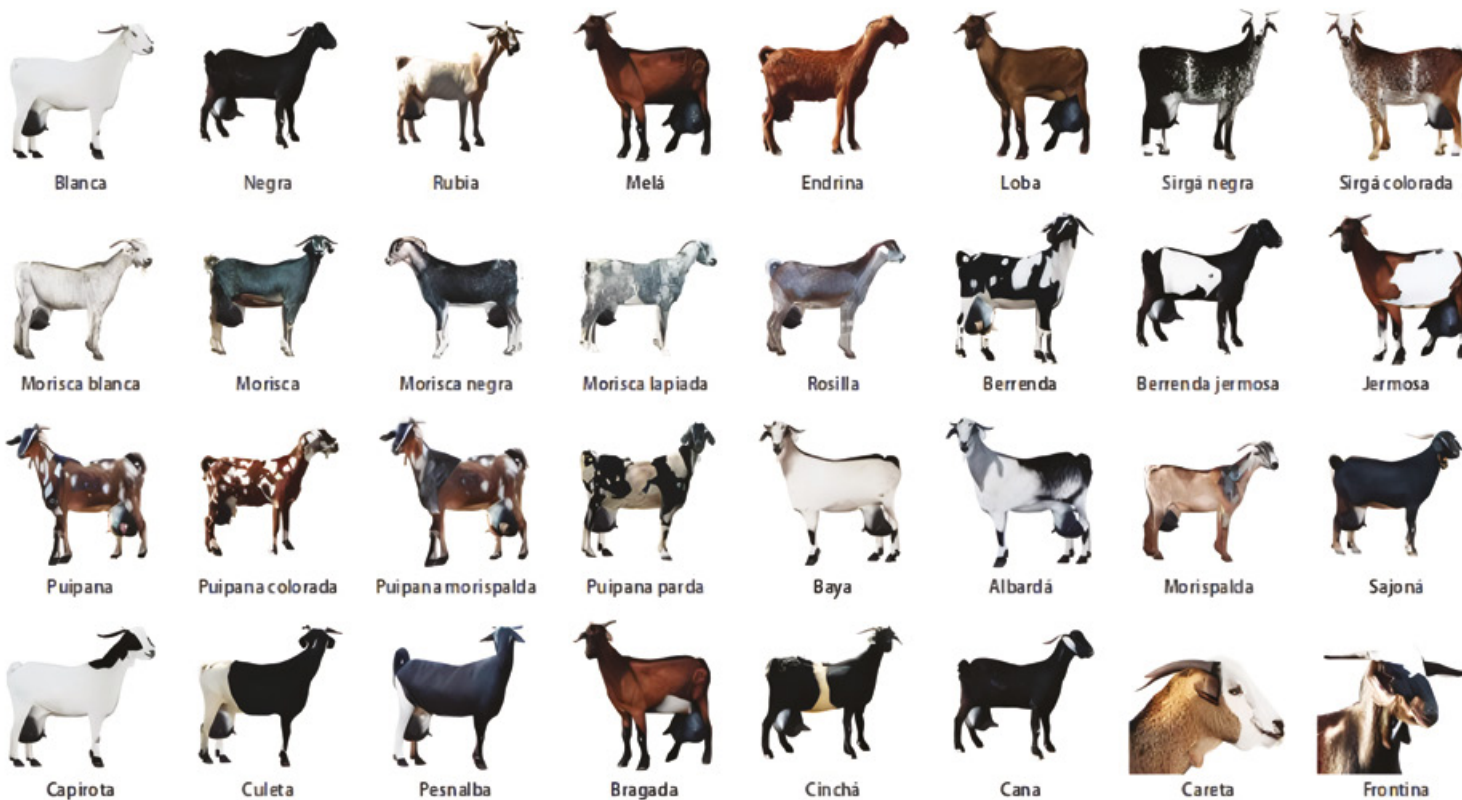 Blanca
Negra
Rubia
Melá
Endrina
Loba
Sirgá negra
Sirgá colorada
Morisca blanca
Morisca
Morisca negra
Morisca lapiada
Rosilla
Berrenda
Berrenda jermosa
Jermosa
Puipana
Puipana colorada
Puipana morispalda
Puipana parda
Baya
Albardá
Morispalda
Sajoná
Capirota
Culeta
Pesnalba
Bragada
Cinchá
Cana
Careta
Frontina